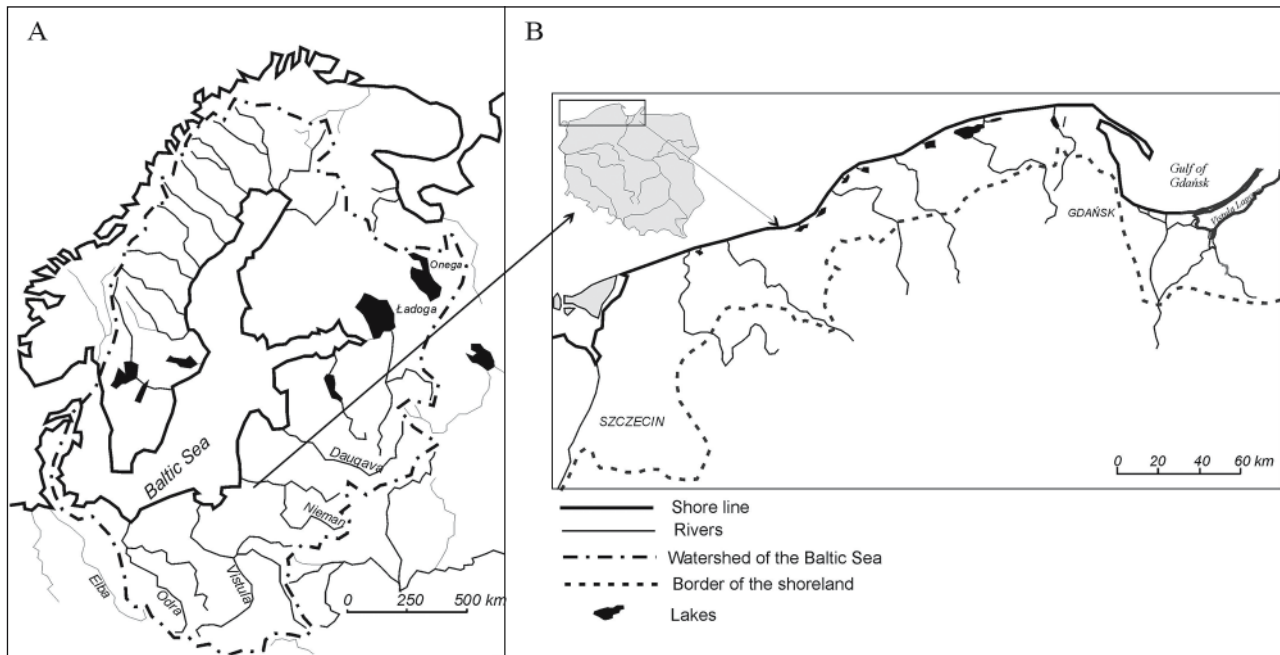 A
Onega
Ładoga
Baltic Sea
Daugava
Nieman
Elba
Odra
Vistula
0 250 500 km
B
Gulf of
Gdańsk
Vistula Lagoon
GDAŃSK
SZCZECIN
0 20 40 60 km
Shore line
Rivers
Watershed of the Baltic Sea
Border of the shoreland
Lakes